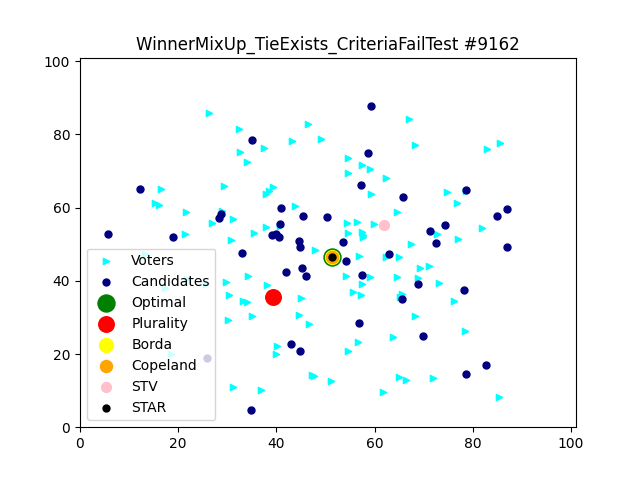 WinnerMixUp_TieExists_CriteriaFailTest #9162
100
80
60
40
20
0
Voters
Candidates
Optimal
Plurality
Borda
Copeland
STV
STAR
0 20 40 60 80 100